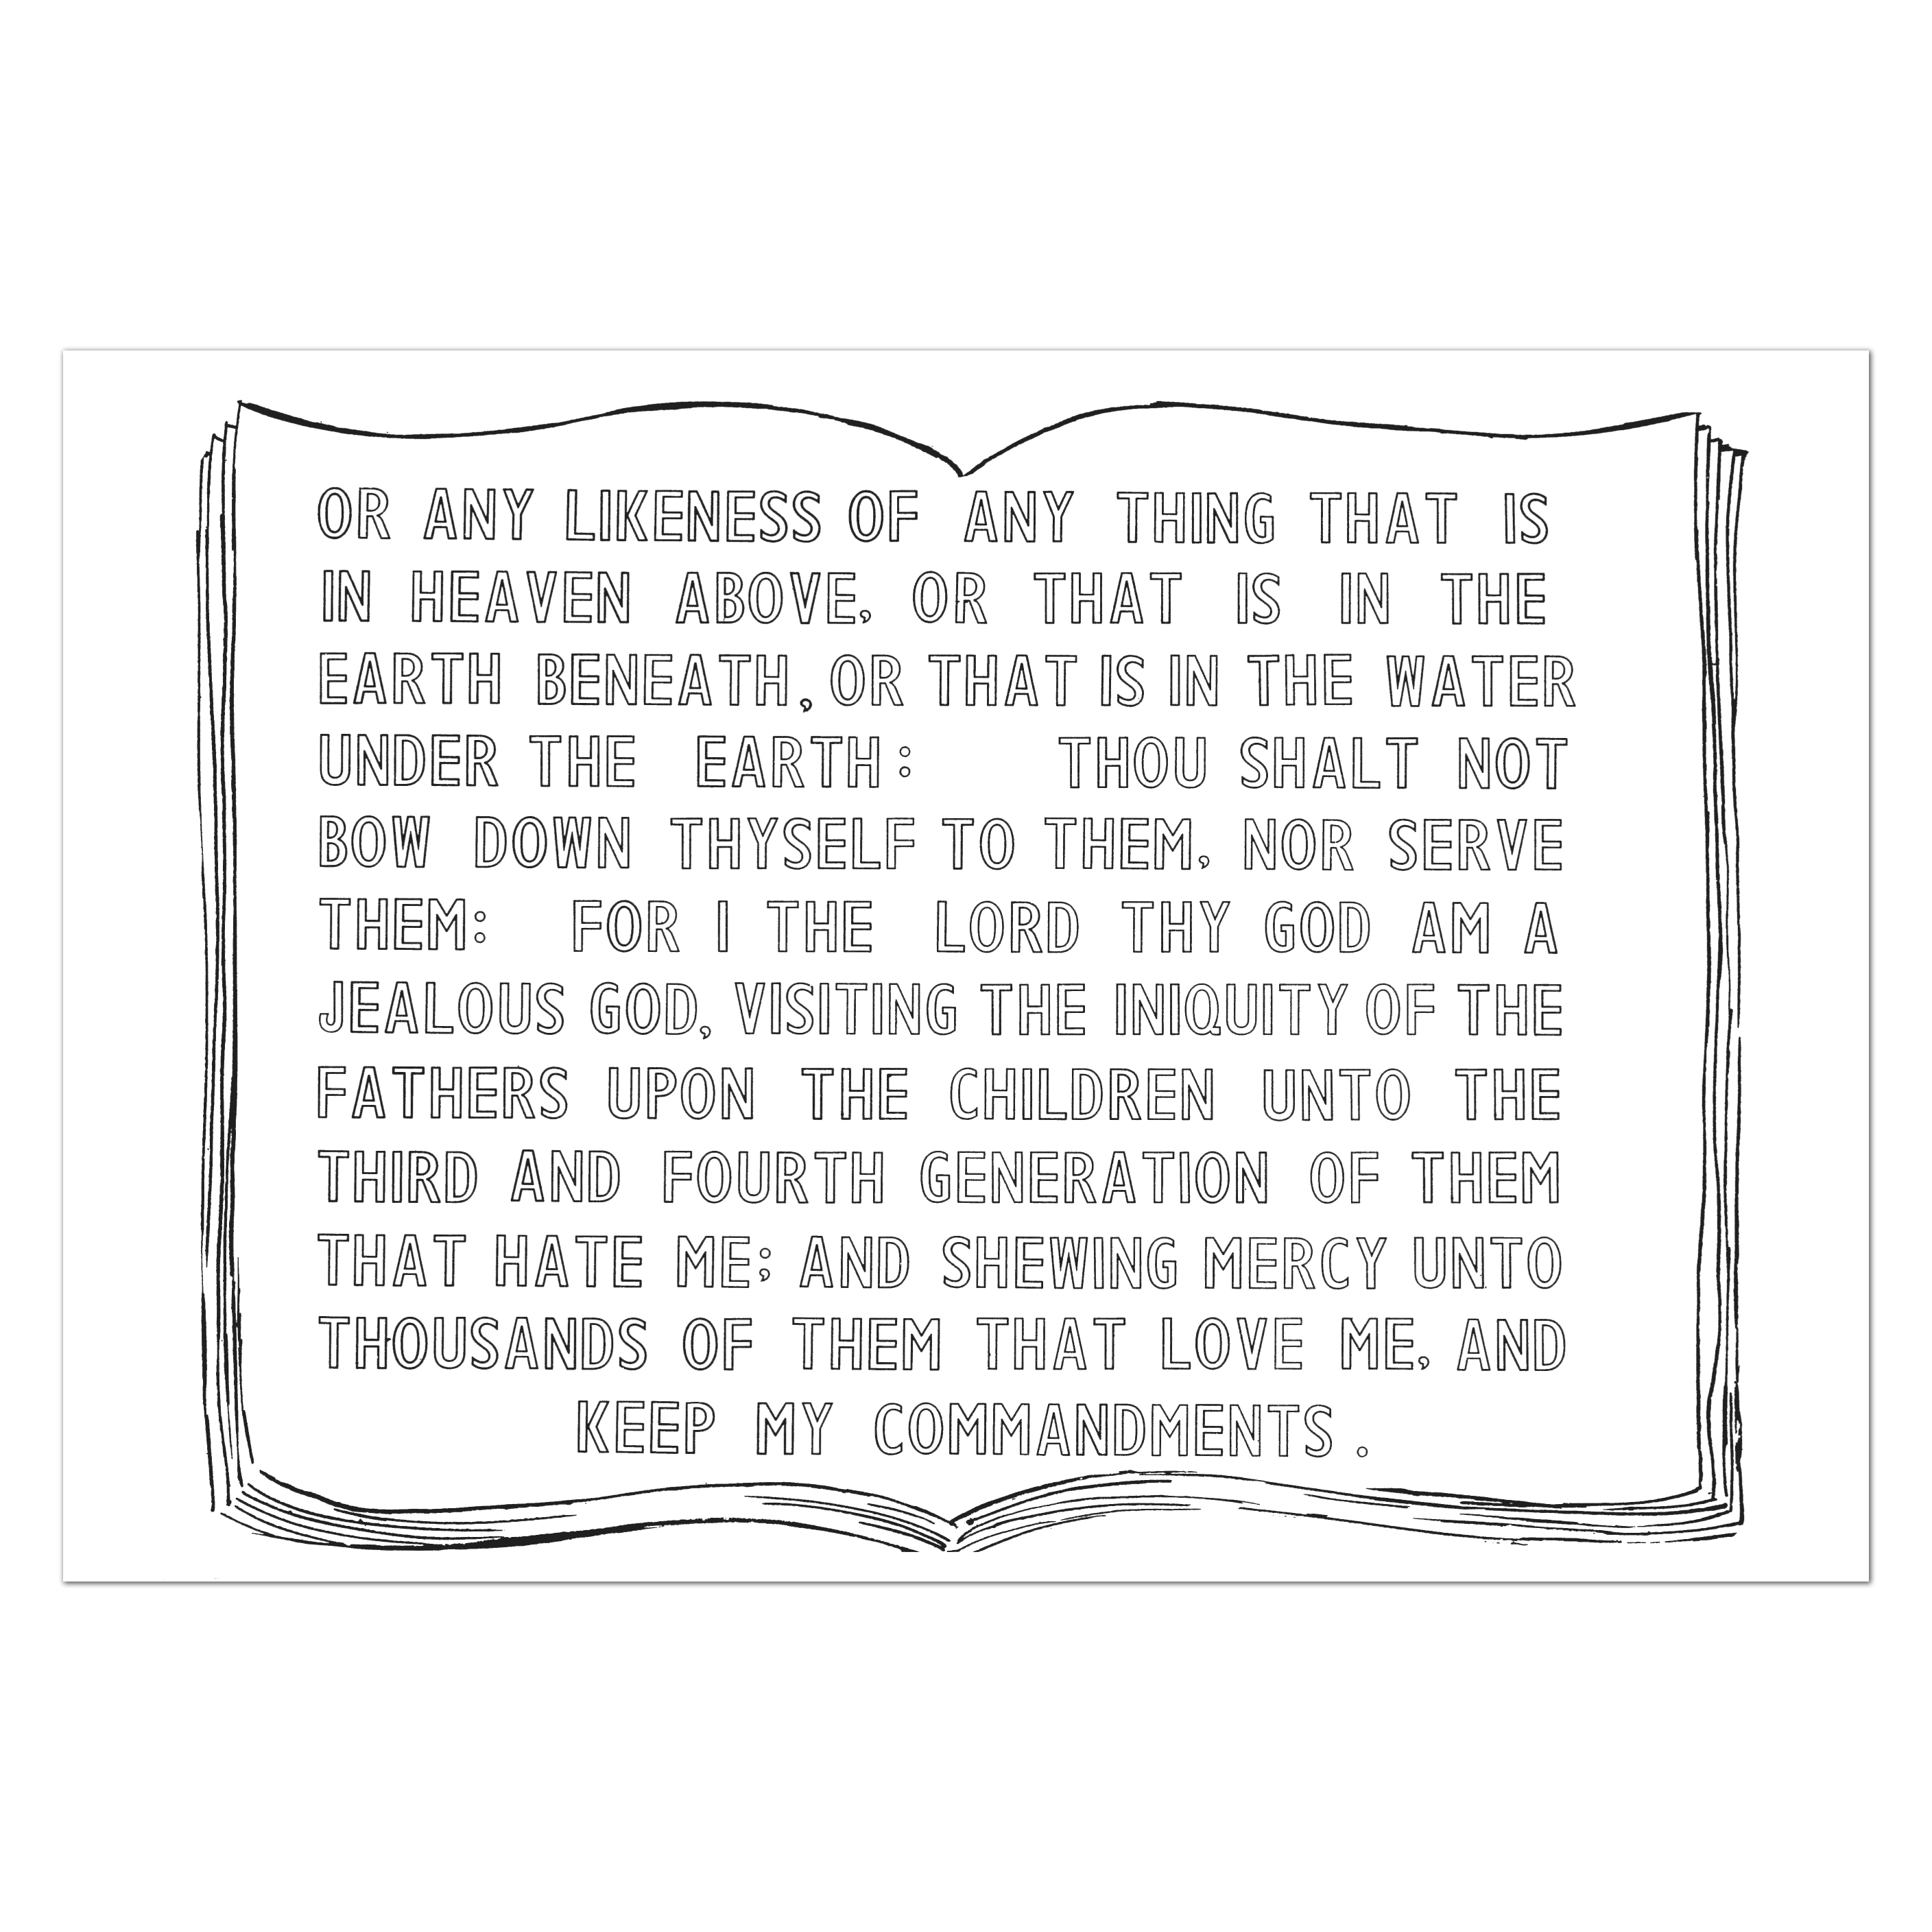 OR ANY LIKENESS OF ANY THING THAT IS
IN HEAVEN ABOVE, OR THAT IS IN THE
EARTH BENEATH, OR THAT IS IN THE WATER
UNDER THE EARTH: THOU SHALT NOT
BOW DOWN THYSELF TO THEM, NOR SERVE
THEM: FOR I THE LORD THY GOD AM A
JEALOUS GOD, VISITING THE INIQUITY OF THE
FATHERS UPON THE CHILDREN UNTO THE
THIRD AND FOURTH GENERATION OF THEM
THAT HATE ME; AND SHEWING MERCY UNTO
THOUSANDS OF THEM THAT LOVE ME, AND
KEEP MY COMMANDMENTS.